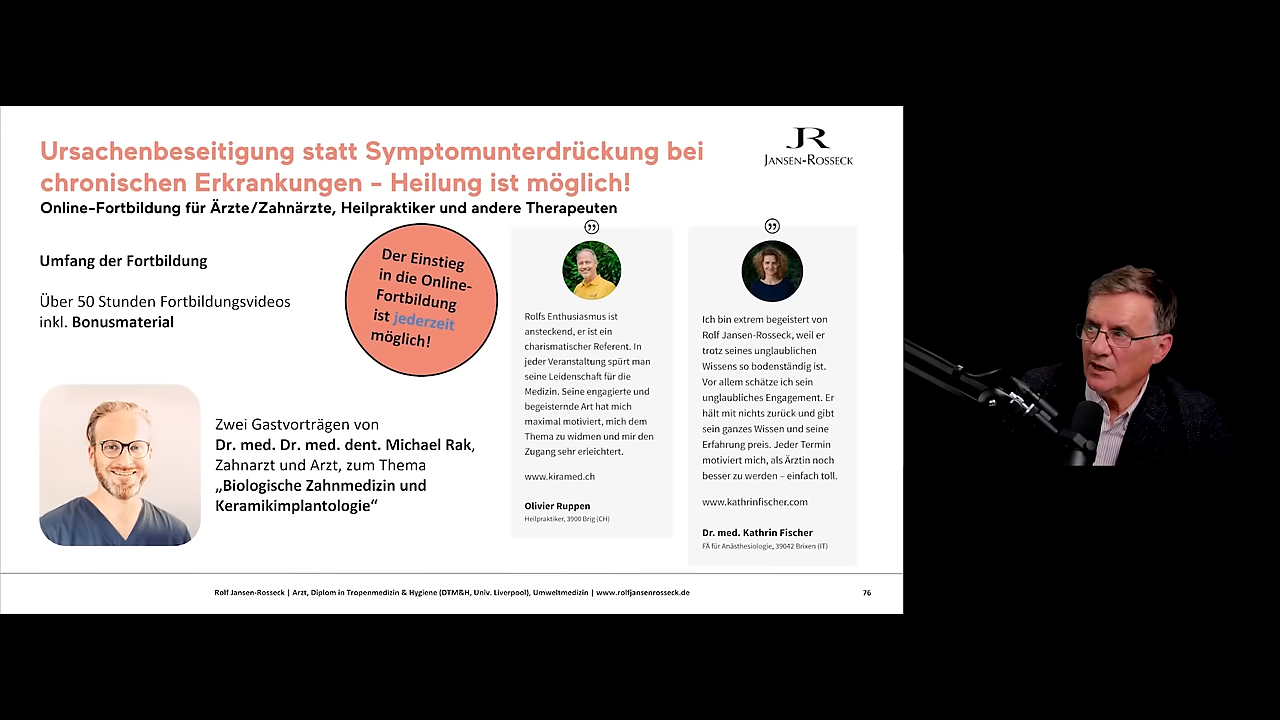 Ursachenbeseitigung statt Symptomunterdrückung bei
chronischen Erkrankungen – Heilung ist möglich!
Online-Fortbildung für Ärzte/Zahnärzte, Heilpraktiker und andere Therapeuten
JR
JANSEN-ROSSECK
Umfang der Fortbildung
Über 50 Stunden Fortbildungsvideos
inkl. Bonusmaterial
Der Einstieg
in die Online-
Fortbildung
ist jederzeit
möglich!
Zwei Gastvorträgen von
Dr. med. Dr. med. dent. Michael Rak,
Zahnarzt und Arzt, zum Thema
„Biologische Zahnmedizin und
Keramikimplantologie“
Rolfs Enthusiasmus ist
ansteckend, er ist ein
charismatischer Referent. In
jeder Veranstaltung spürt man
seine Leidenschaft für die
Medizin. Seine engagierte und
begeisternde Art hat mich
maximal motiviert, mich dem
Thema zu widmen und mir den
Zugang sehr erleichtert.
www.kiramed.ch
Olivier Ruppen
Heilpraktiker, 3900 Brig (CH)
Ich bin extrem begeistert von
Rolf Jansen-Rosseck, weil er
trotz seines unglaublichen
Wissens so bodenständig ist.
Vor allem schätze ich sein
unglaubliches Engagement. Er
hält mit nichts zurück und gibt
sein ganzes Wissen und seine
Erfahrung preis. Jeder Termin
motiviert mich, als Ärztin noch
besser zu werden – einfach toll.
www.kathrinfischer.com
Dr. med. Kathrin Fischer
FÄ für Anästhesiologie, 39042 Brixen (IT)
Rolf Jansen-Rosseck | Arzt, Diplom in Tropenmedizin & Hygiene (DTM&H, Univ. Liverpool), Umweltmedizin | www.rolfjansenrosseck.de
76